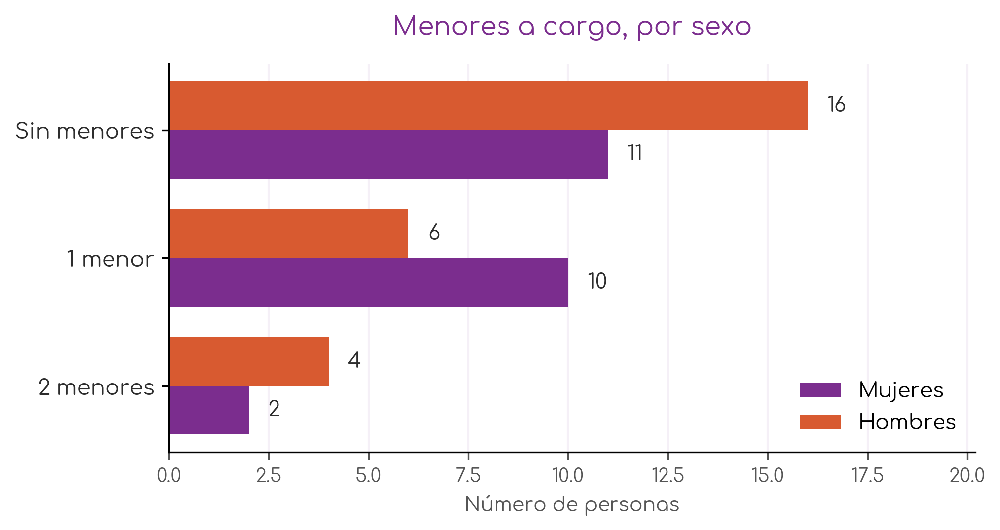 Menores a cargo, por sexo
Sin menores
16
11
1 menor
6
10
2 menores
4
2
Mujeres
Hombres
0.0 2.5 5.0 7.5 10.0 12.5 15.0 17.5 20.0
Número de personas